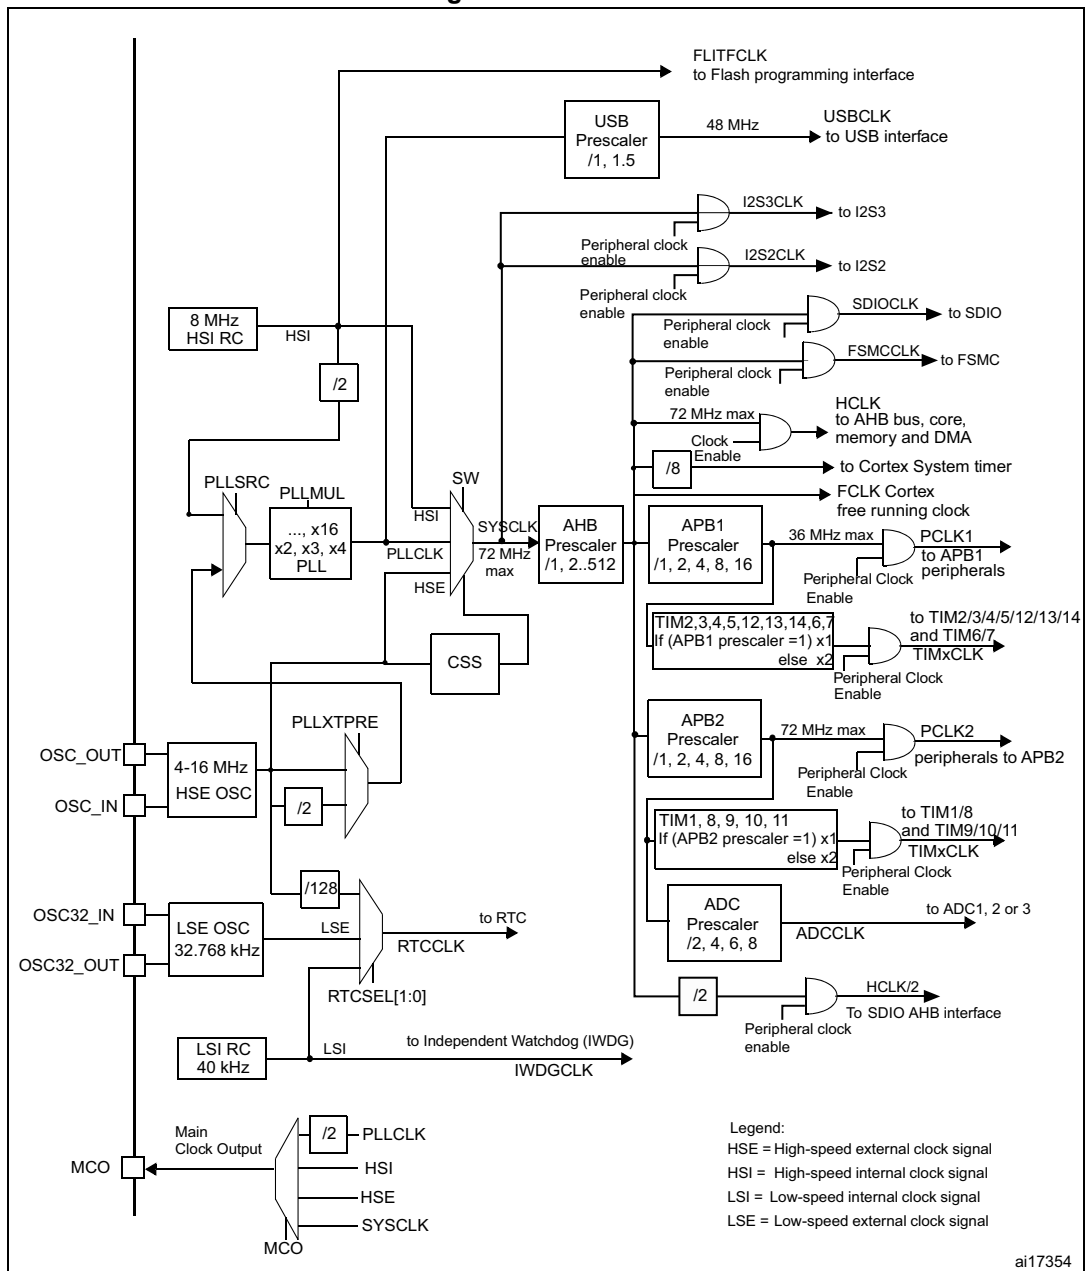 FLITFCLK
to Flash programming interface
USB
Prescaler
/1, 1.5
48 MHz
USBCLK
to USB interface
I2S3CLK
to I2S3
Peripheral clock
enable
I2S2CLK
to I2S2
Peripheral clock
enable
SDIOCLK
to SDIO
Peripheral clock
enable
FSMCCLK
to FSMC
Peripheral clock
enable
8 MHz
HSI RC
HSI
/2
72 MHz max
Clock
Enable
HCLK
to AHB bus, core,
memory and DMA
/8
to Cortex System timer
FCLK Cortex
free running clock
PLLSRC
PLLMUL
..., x16
x2, x3, x4
PLL
SW
HSI
PLLCLK
HSE
SYSCLK
72 MHz
max
AHB
Prescaler
/1, 2..512
APB1
Prescaler
/1, 2, 4, 8, 16
36 MHz max
PCLK1
to APB1
peripherals
Peripheral Clock
Enable
TIM2,3,4,5,12,13,14,6,7
If (APB1 prescaler =1) x1
else x2
to TIM2/3/4/5/12/13/14
and TIM6/7
TIMxCLK
Peripheral Clock
Enable
CSS
PLLXTPRE
OSC_OUT
OSC_IN
4-16 MHz
HSE OSC
/2
APB2
Prescaler
/1, 2, 4, 8, 16
72 MHz max
PCLK2
peripherals to APB2
Peripheral Clock
Enable
TIM1, 8, 9, 10, 11
If (APB2 prescaler =1) x1
else x2
to TIM1/8
and TIM9/10/11
TIMxCLK
Peripheral Clock
Enable
/128
OSC32_IN
OSC32_OUT
LSE OSC
32.768 kHz
LSE
to RTC
RTCCLK
RTCSEL[1:0]
ADC
Prescaler
/2, 4, 6, 8
to ADC1, 2 or 3
ADCCLK
/2
HCLK/2
To SDIO AHB interface
Peripheral clock
enable
LSI RC
40 kHz
LSI
to Independent Watchdog (IWDG)
IWDGCLK
MCO
Main
Clock Output
/2
PLLCLK
HSI
HSE
SYSCLK
MCO
Legend:
HSE = High-speed external clock signal
HSI = High-speed internal clock signal
LSI = Low-speed internal clock signal
LSE = Low-speed external clock signal
ai17354